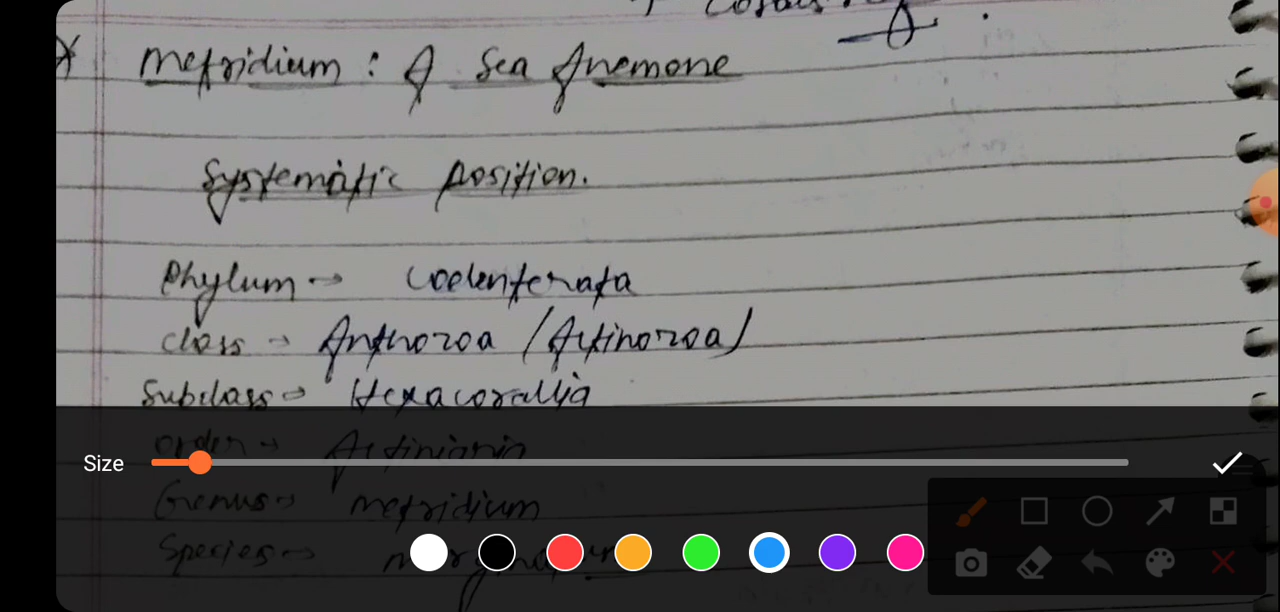 Metridium : A Sea Anemone
Systematic position.
Phylum → Coelenterata
Class → Anthozoa / (Actinozoa)
Subclass → Hexacorallia
Order → Actiniaria
Size
Genus → metridium
Species →